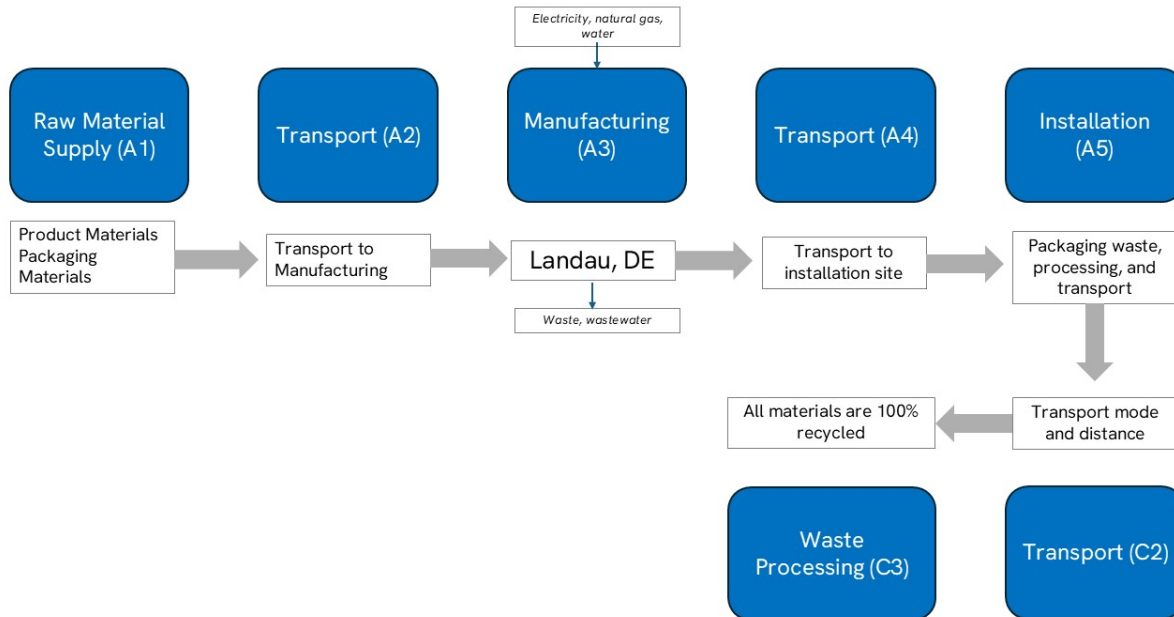 Electricity, natural gas,
water
Raw Material
Supply (A1)
Transport (A2)
Manufacturing
(A3)
Transport (A4)
Installation
(A5)
Product Materials
Packaging
Materials
Transport to
Manufacturing
Landau, DE
Transport to
installation site
Packaging waste,
processing, and
transport
Waste, wastewater
All materials are 100%
recycled
Transport mode
and distance
Waste
Processing (C3)
Transport (C2)